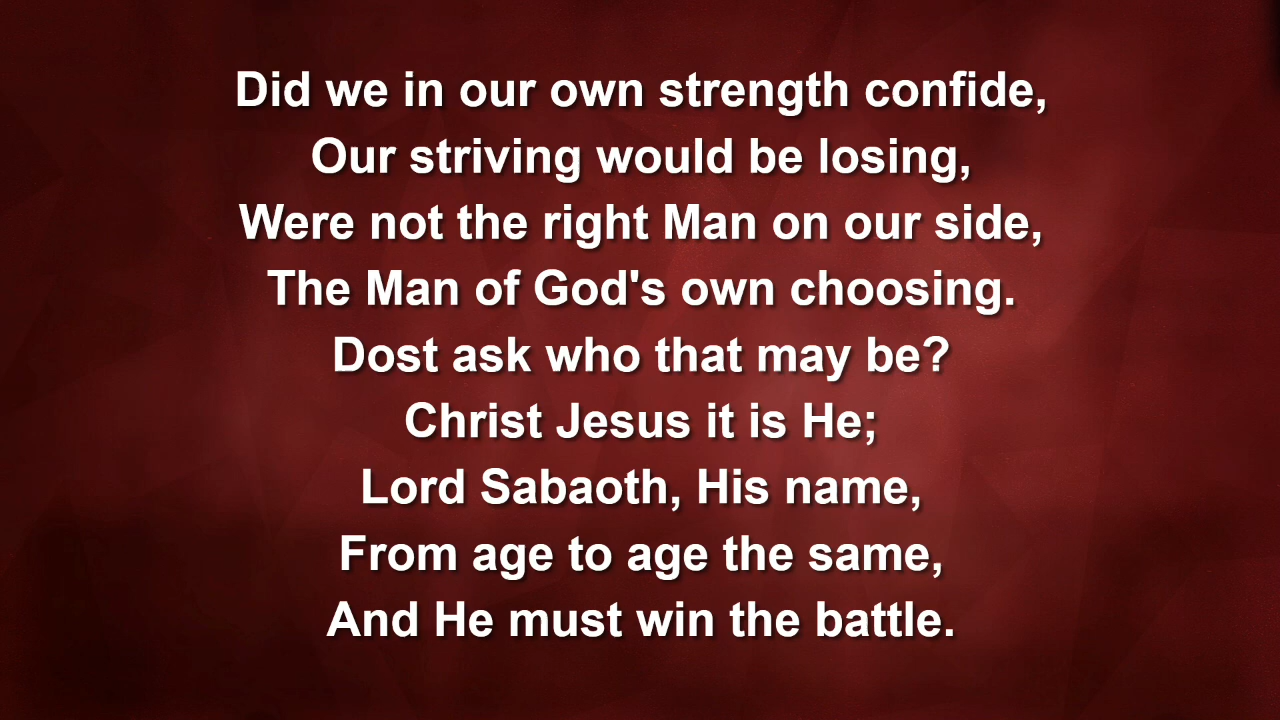 Did we in our own strength confide,
Our striving would be losing,
Were not the right Man on our side,
The Man of God's own choosing.
Dost ask who that may be?
Christ Jesus it is He;
Lord Sabaoth, His name,
From age to age the same,
And He must win the battle.